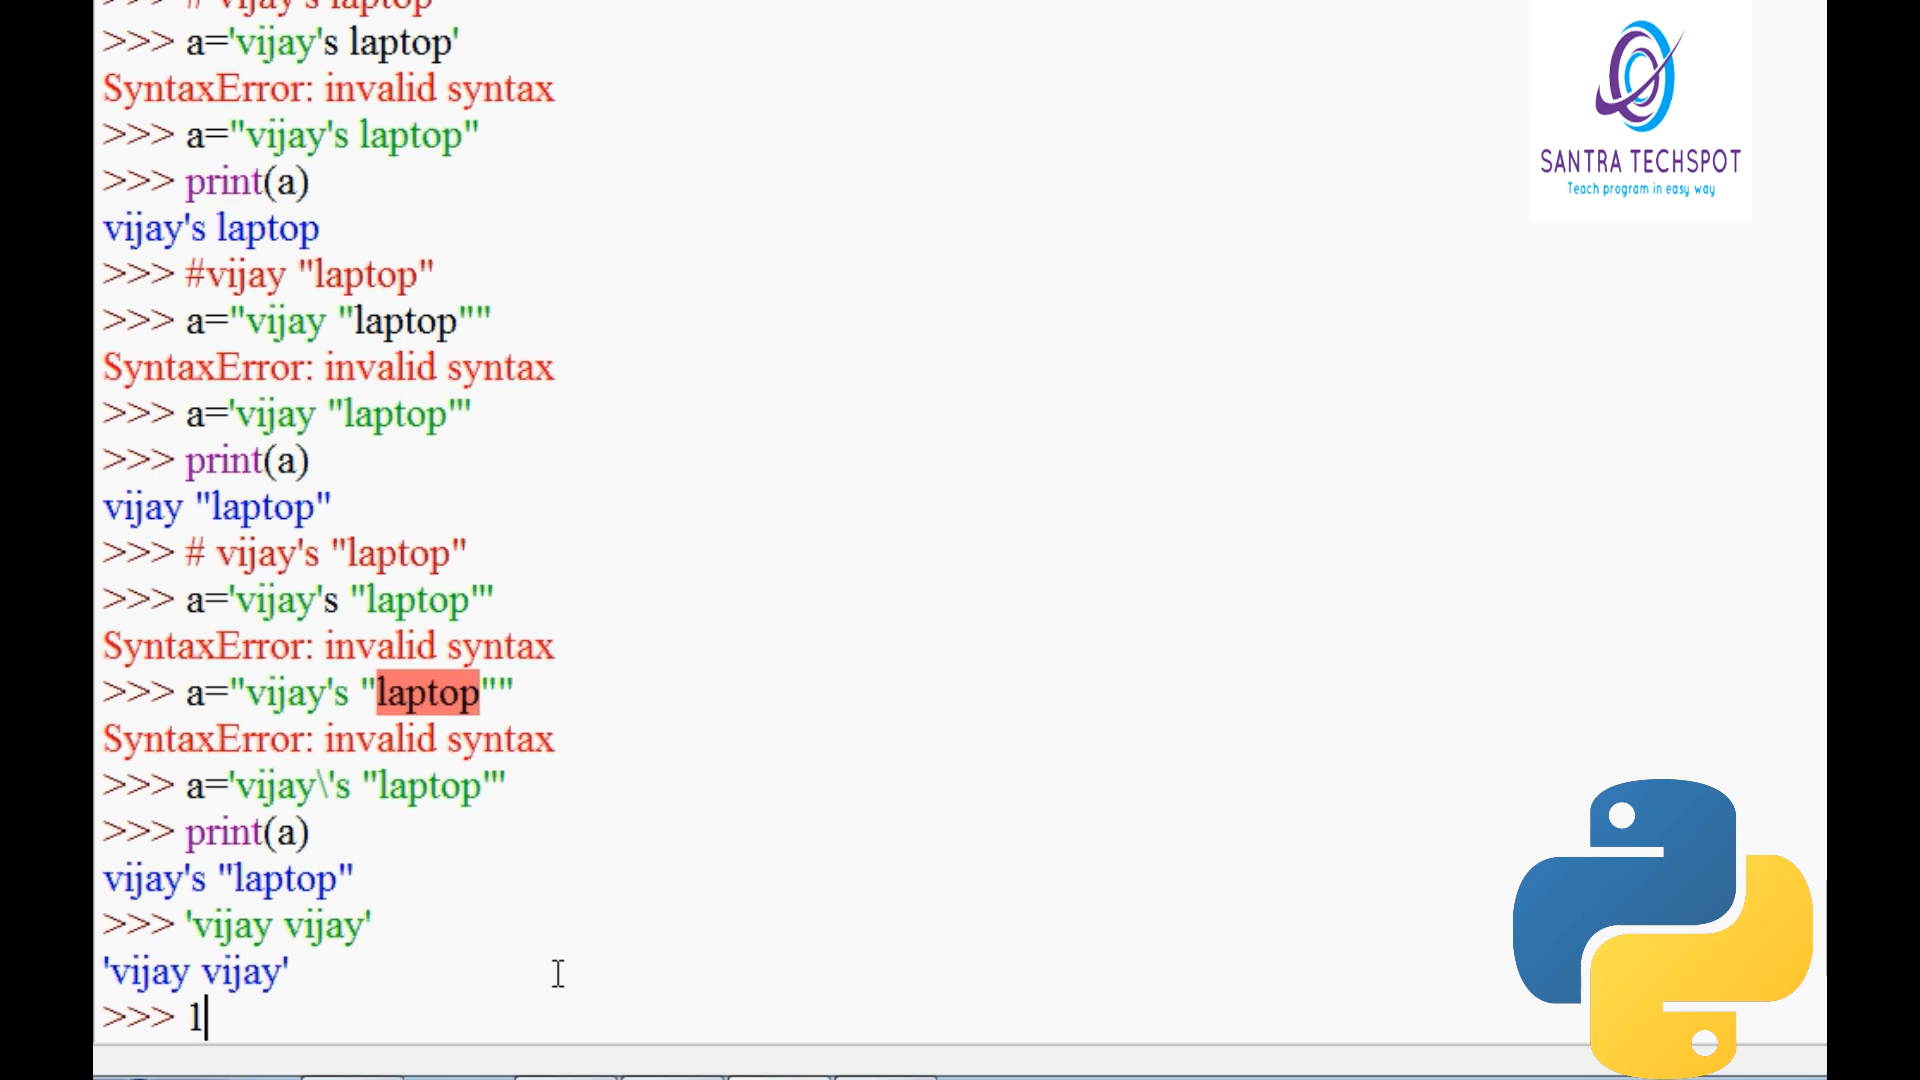 >>> # vijay's laptop
>>> a='vijay's laptop'
SyntaxError: invalid syntax
>>> a="vijay's laptop"
>>> print(a)
vijay's laptop
>>> #vijay "laptop"
>>> a="vijay "laptop""
SyntaxError: invalid syntax
>>> a='vijay "laptop"'
>>> print(a)
vijay "laptop"
>>> # vijay's "laptop"
>>> a='vijay's "laptop"'
SyntaxError: invalid syntax
>>> a="vijay's "laptop""
SyntaxError: invalid syntax
>>> a='vijay\'s "laptop"'
>>> print(a)
vijay's "laptop"
>>> 'vijay vijay'
'vijay vijay'
>>> 1
SANTRA TECHSPOT
Teach program in easy way